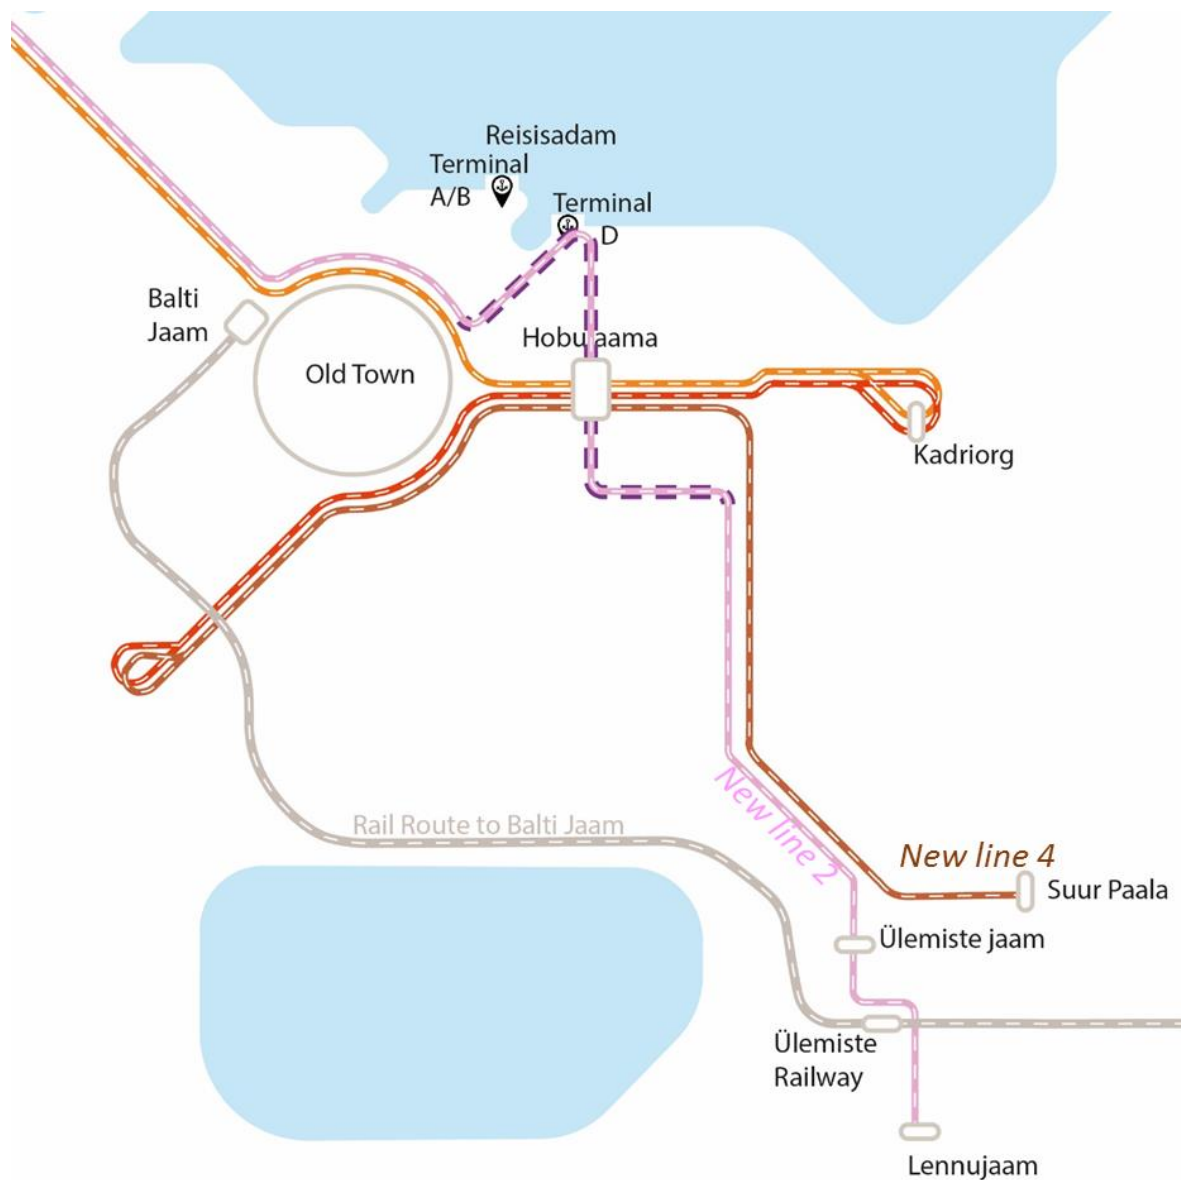 Reisisadam
Terminal
A/B
Terminal
D
Balti
Jaam
Hobujaama
Old Town
Kadriorg
New line 2
Rail Route to Balti Jaam
New line 4
Suur Paala
Ülemiste jaam
Ülemiste
Railway
Lennujaam